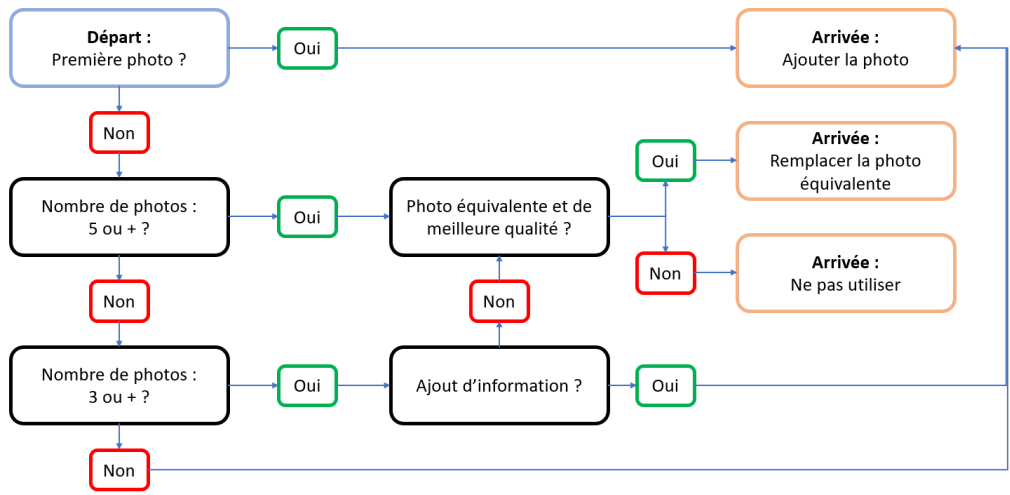 Départ :
Première photo ?
Oui
Arrivée :
Ajouter la photo
Non
Nombre de photos :
5 ou + ?
Oui
Photo équivalente et de
meilleure qualité ?
Oui
Arrivée :
Remplacer la photo
équivalente
Non
Arrivée :
Ne pas utiliser
Non
Non
Nombre de photos :
3 ou + ?
Oui
Ajout d’information ?
Oui
Non